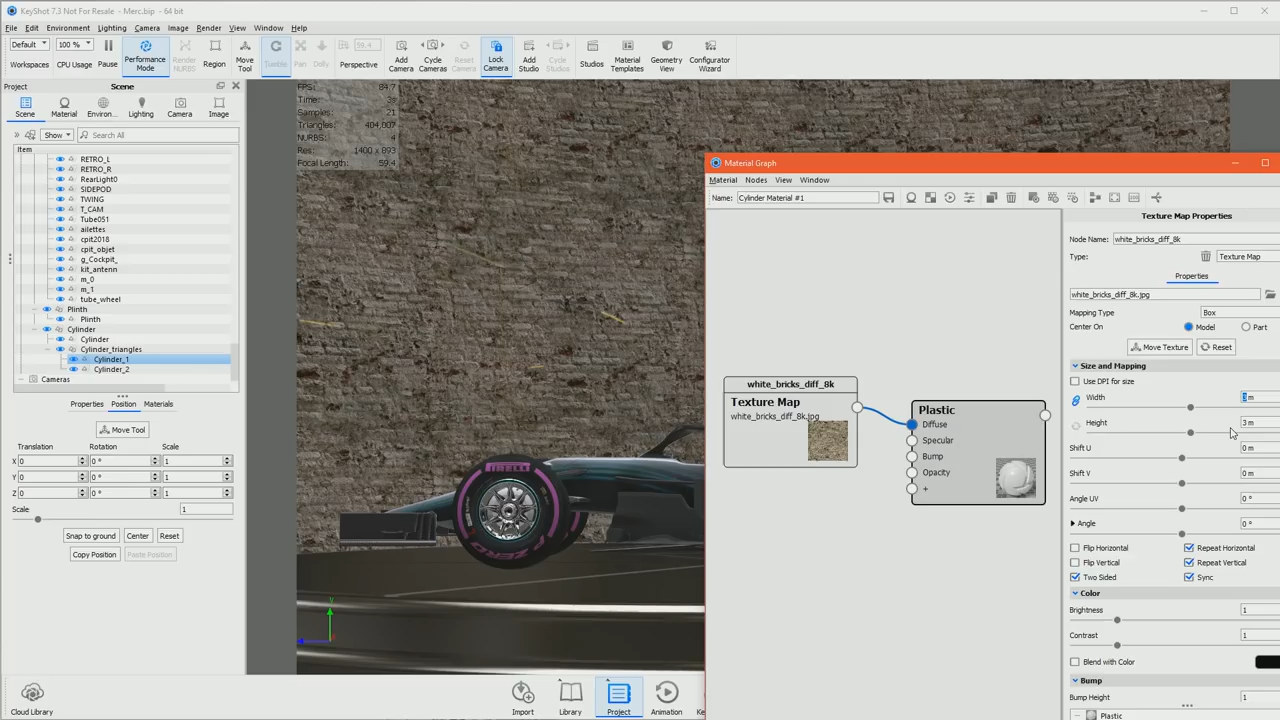 KeyShot 7.3 Not For Resale - Merc.bip - 64 bit
File Edit Environment Lighting Camera Image Render View Window Help
Default 100 % 59.4
Workspaces CPU Usage Pause Performance Mode Render NURBS Region Move Tool Tumble Pan Dolly Perspective Add Camera Cycle Cameras Reset Camera Lock Camera Add Studio Cycle Studios Studios Material Templates Geometry View Configurator Wizard
Project Scene
Scene Material Environ... Lighting Camera Image
Show Search All
Item
RETRO_L
RETRO_R
RearLight0
SIDEPOD
TWING
T_CAM
Tube051
ailettes
cpit2018
cpit_objet
g_Cockpit_
kit_antenn
m_0
m_1
tube_wheel
Plinth
Plinth
Cylinder
Cylinder
Cylinder_triangles
Cylinder_1
Cylinder_2
Cameras
Properties Position Materials
Move Tool
Translation Rotation Scale
X 0 0 ° 1
Y 0 0 ° 1
Z 0 0 ° 1
Scale: 1
Snap to ground Center Reset
Copy Position Paste Position
FPS: 84.7
Time: 3s
Samples: 21
Triangles: 404,007
NURBS: 4
Res: 1400 x 893
Focal Length: 59.4
PIRELLI
P ZERO
y
Material Graph
Material Nodes View Window
Name: Cylinder Material #1
white_bricks_diff_8k
Texture Map
white_bricks_diff_8k.jpg
Plastic
Diffuse
Specular
Bump
Opacity
+
Texture Map Properties
Node Name: white_bricks_diff_8k
Type: Texture Map
Properties
white_bricks_diff_8k.jpg
Mapping Type Box
Center On Model Part
Move Texture Reset
Size and Mapping
Use DPI for size
Width 3 m
Height 3 m
Shift U 0 m
Shift V 0 m
Angle UV 0 °
Angle 0 °
Flip Horizontal Repeat Horizontal
Flip Vertical Repeat Vertical
Two Sided Sync
Color
Brightness 1
Contrast 1
Blend with Color
Bump
Bump Height 1
Plastic
Cloud Library Import Library Project Animation